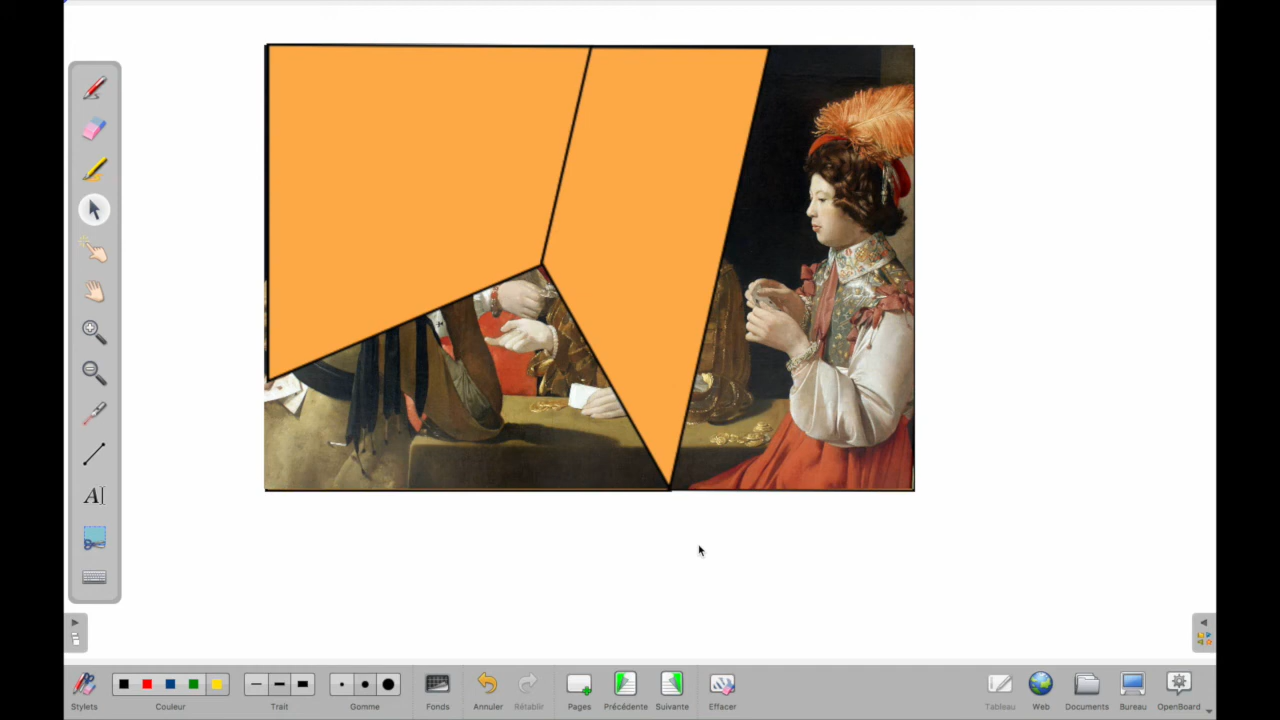 A
Stylets
Couleur
Trait
Gomme
Fonds
Annuler
Rétablir
Pages
Précédente
Suivante
Effacer
Tableau
Web
Documents
Bureau
OpenBoard